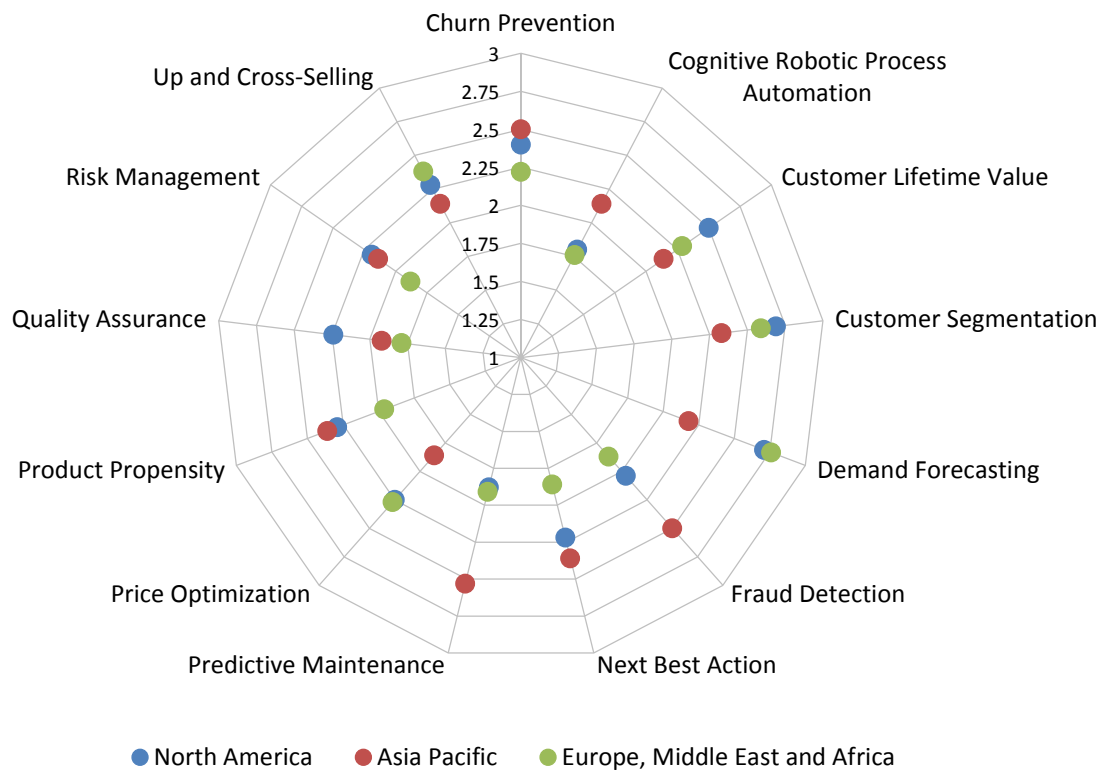 Churn Prevention
Cognitive Robotic Process
Automation
Customer Lifetime Value
Customer Segmentation
Demand Forecasting
Fraud Detection
Next Best Action
Predictive Maintenance
Price Optimization
Product Propensity
Quality Assurance
Risk Management
Up and Cross-Selling
3
2.75
2.5
2.25
2
1.75
1.5
1.25
1
North America
Asia Pacific
Europe, Middle East and Africa